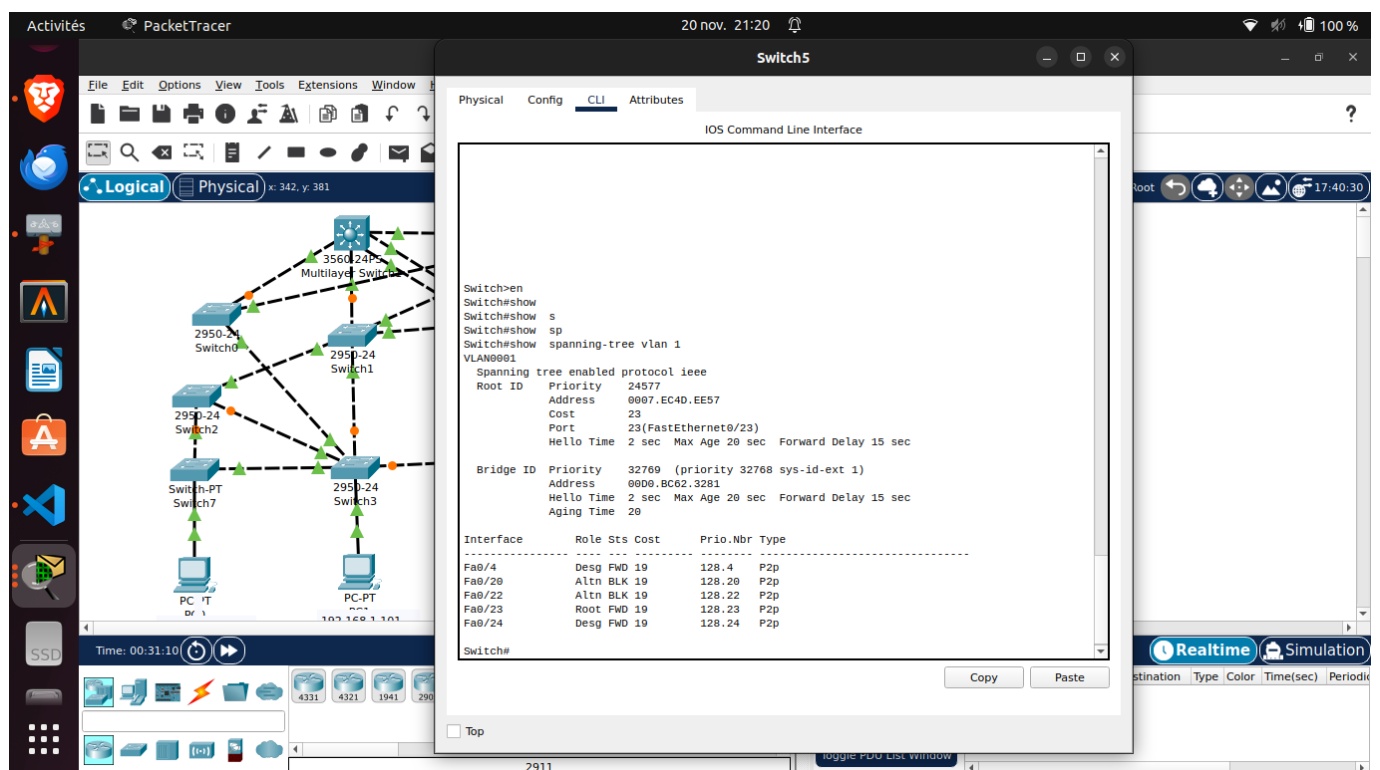 Activités PacketTracer 20 nov. 21:20 100 %
Switch5
File Edit Options View Tools Extensions Window
Physical Config CLI Attributes
IOS Command Line Interface
Logical Physical x: 342, y: 381
Root 17:40:30
3560-24PS
Multilayer
2950-24
Switch0
2950-24
Switch1
2950-24
Switch2
Switch-PT
Switch7
2950-24
Switch3
PC-PT
192.168.1.101
Switch>en
Switch#show
Switch#show s
Switch#show sp
Switch#show spanning-tree vlan 1
VLAN0001
Spanning tree enabled protocol ieee
Root ID Priority 24577
Address 0007.EC4D.EE57
Cost 23
Port 23(FastEthernet0/23)
Hello Time 2 sec Max Age 20 sec Forward Delay 15 sec
Bridge ID Priority 32769 (priority 32768 sys-id-ext 1)
Address 00D0.BC62.3281
Hello Time 2 sec Max Age 20 sec Forward Delay 15 sec
Aging Time 20
Interface Role Sts Cost Prio.Nbr Type
---------------- ---- --- --------- -------- --------------------------------
Fa0/4 Desg FWD 19 128.4 P2p
Fa0/20 Altn BLK 19 128.20 P2p
Fa0/22 Altn BLK 19 128.22 P2p
Fa0/23 Root FWD 19 128.23 P2p
Fa0/24 Desg FWD 19 128.24 P2p
Switch#
Copy Paste
Top
SSD
Time: 00:31:10
Realtime Simulation
4331 4321 1941 290
stination Type Color Time(sec) Periodic
Toggle PDU List Window
2911